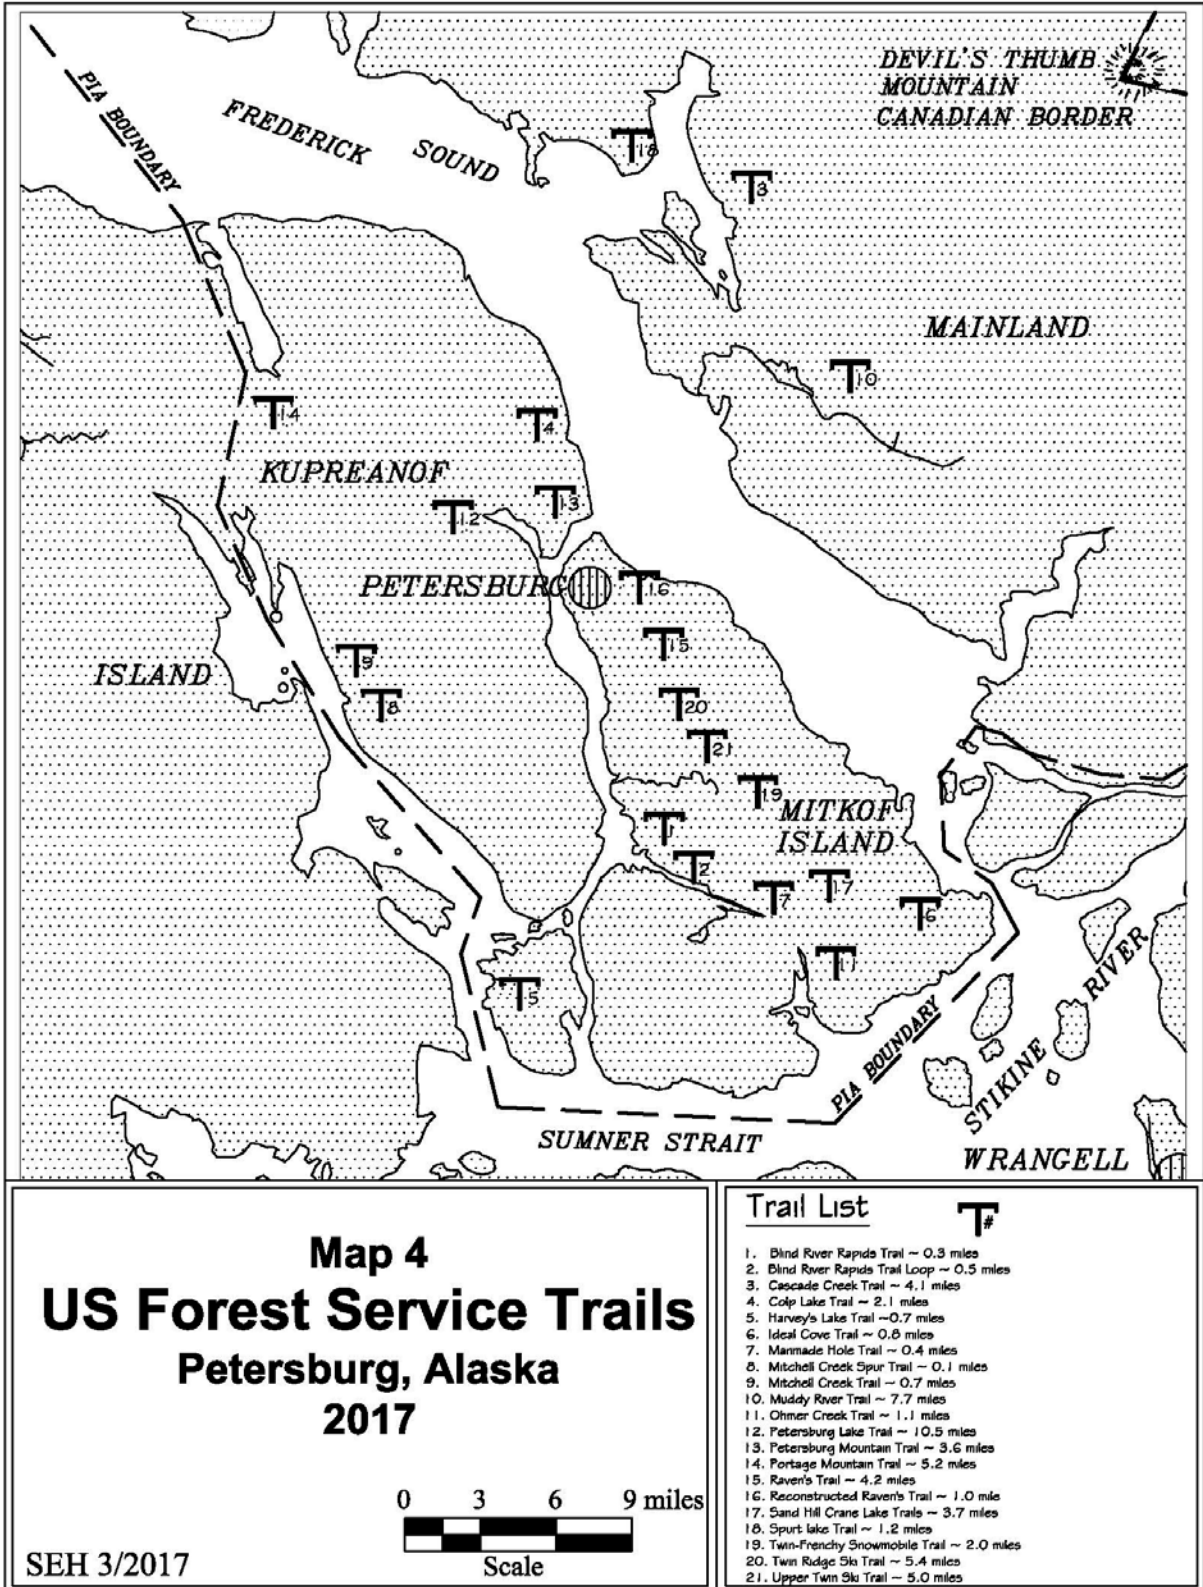 DEVIL'S THUMB
MOUNTAIN
CANADIAN BORDER
PIA BOUNDARY
FREDERICK SOUND
18
3
MAINLAND
10
14
4
KUPREANOF
13
12
PETERSBURG
16
15
ISLAND
9
8
20
21
19
MITKOF
ISLAND
1
2
17
7
6
11
5
STIKINE RIVER
PIA BOUNDARY
SUMNER STRAIT
WRANGELL
Map 4
US Forest Service Trails
Petersburg, Alaska
2017
0 3 6 9 miles
Scale
SEH 3/2017
Trail List
T#
1. Blind River Rapids Trail ~ 0.3 miles
2. Blind River Rapids Trail Loop ~ 0.5 miles
3. Cascade Creek Trail ~ 4.1 miles
4. Colp Lake Trail ~ 2.1 miles
5. Harvey's Lake Trail ~0.7 miles
6. Ideal Cove Trail ~ 0.8 miles
7. Manmade Hole Trail ~ 0.4 miles
8. Mitchell Creek Spur Trail ~ 0.1 miles
9. Mitchell Creek Trail ~ 0.7 miles
10. Muddy River Trail ~ 7.7 miles
11. Ohmer Creek Trail ~ 1.1 miles
12. Petersburg Lake Trail ~ 10.5 miles
13. Petersburg Mountain Trail ~ 3.6 miles
14. Portage Mountain Trail ~ 5.2 miles
15. Raven's Trail ~ 4.2 miles
16. Reconstructed Raven's Trail ~ 1.0 mile
17. Sand Hill Crane Lake Trails ~ 3.7 miles
18. Spurt lake Trail ~ 1.2 miles
19. Twin-Frenchy Snowmobile Trail ~ 2.0 miles
20. Twin Ridge Ski Trail ~ 5.4 miles
21. Upper Twin Ski Trail ~ 5.0 miles